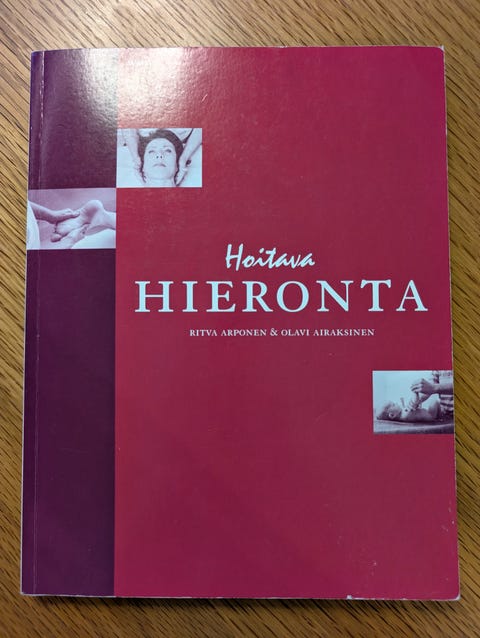 Hoitava
HIERONTA
RITVA ARPONEN & OLAVI AIRAKSINEN